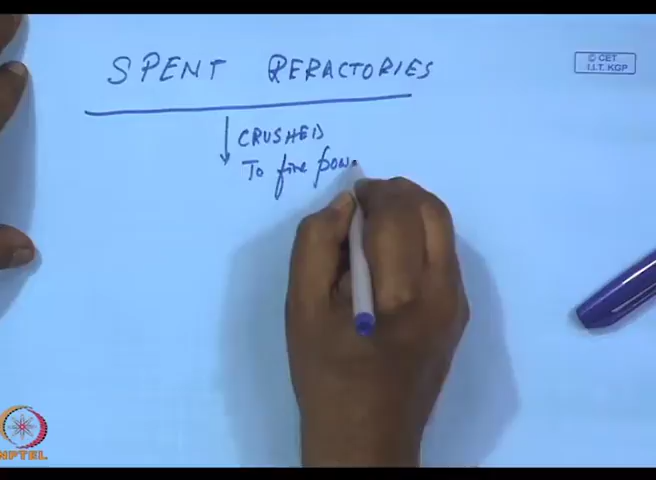 SPENT REFRACTORIES
© CET
I.I.T. KGP
CRUSHED
To fine pow
NPTEL